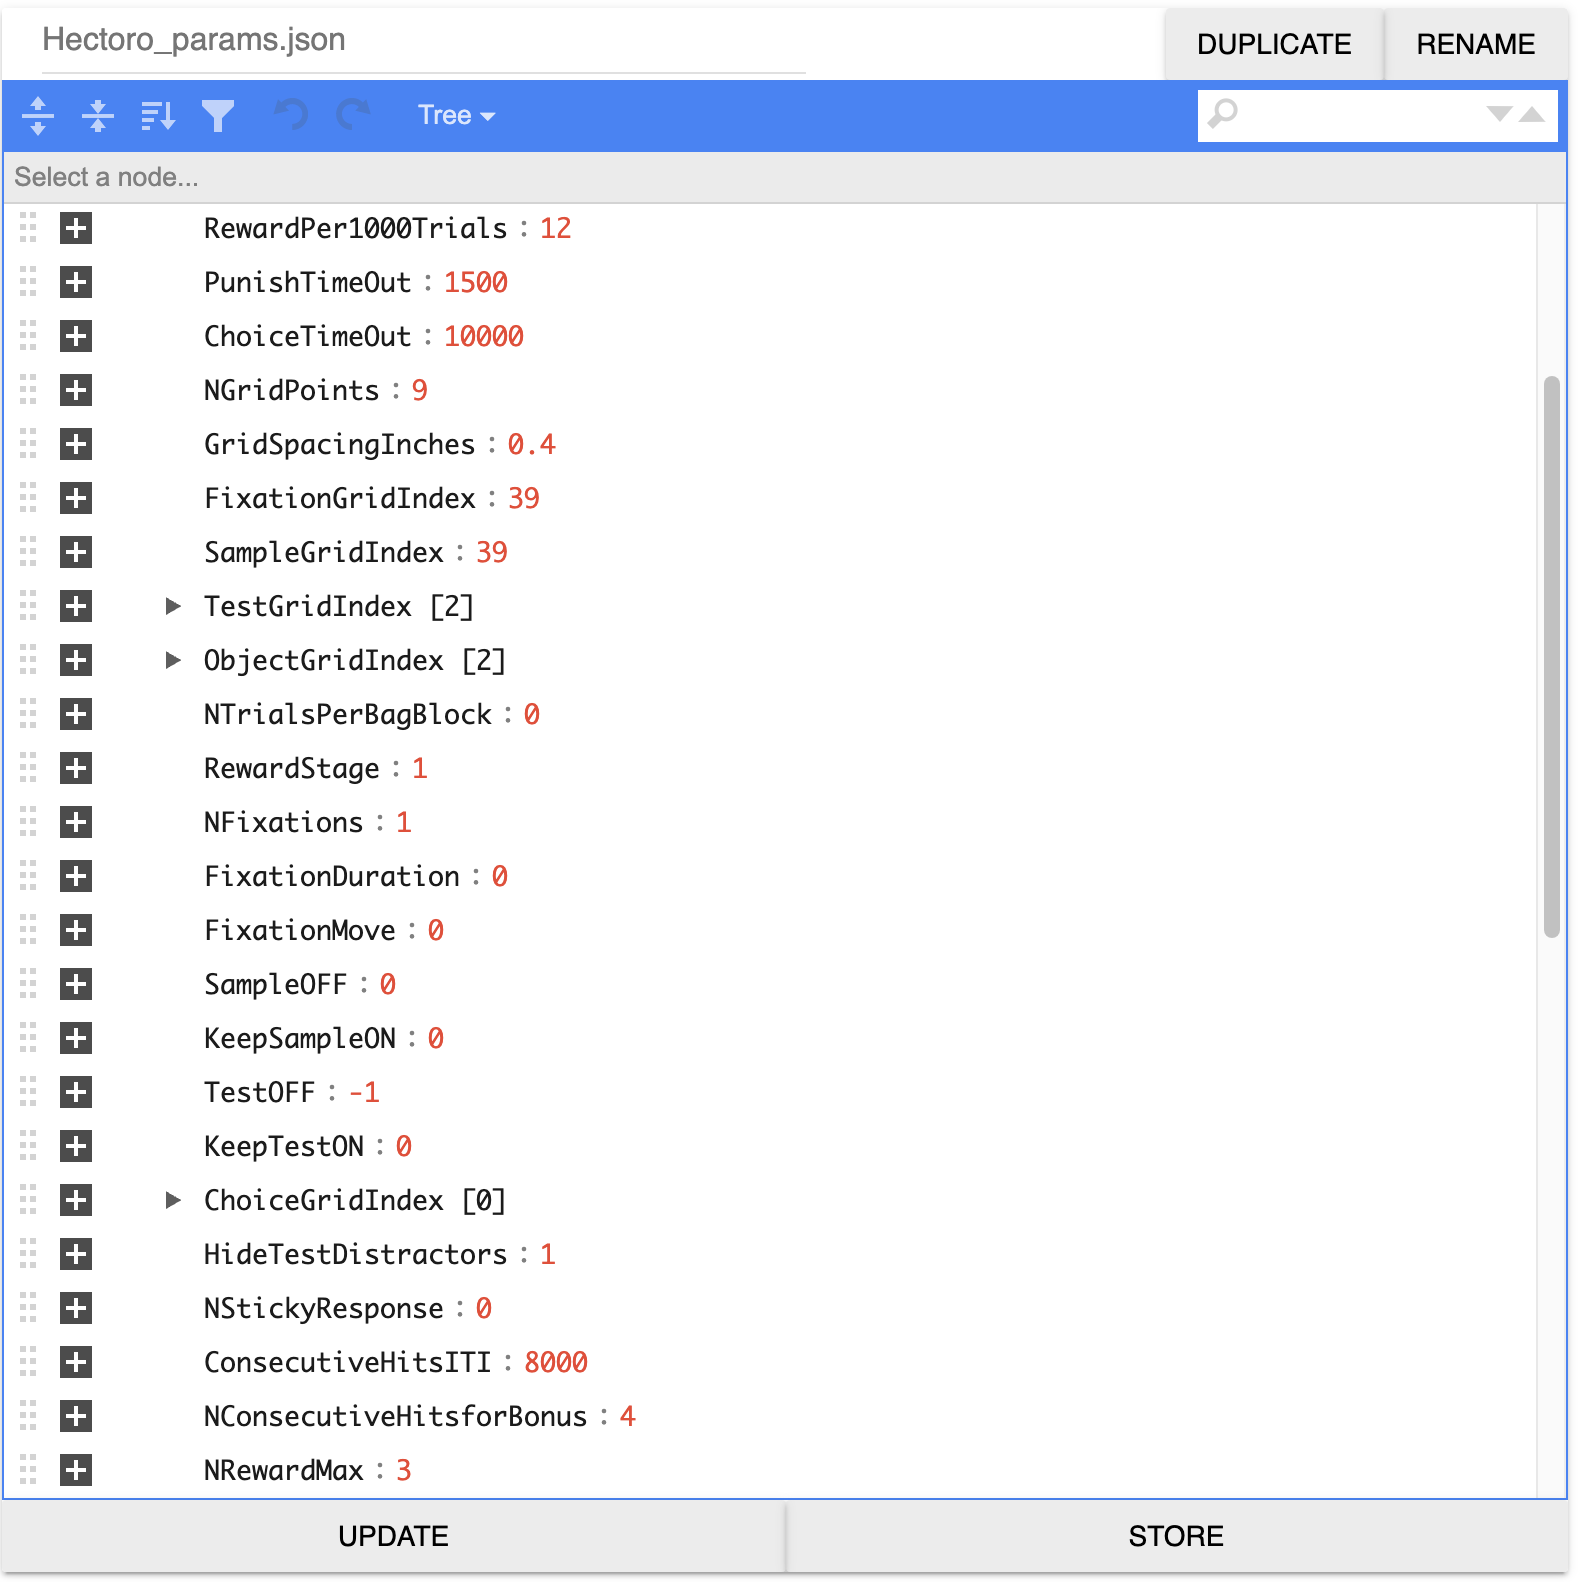 Hectoro_params.json
DUPLICATE
RENAME
Tree
Select a node...
RewardPer1000Trials : 12
PunishTimeOut : 1500
ChoiceTimeOut : 10000
NGridPoints : 9
GridSpacingInches : 0.4
FixationGridIndex : 39
SampleGridIndex : 39
TestGridIndex [2]
ObjectGridIndex [2]
NTrialsPerBagBlock : 0
RewardStage : 1
NFixations : 1
FixationDuration : 0
FixationMove : 0
SampleOFF : 0
KeepSampleON : 0
TestOFF : -1
KeepTestON : 0
ChoiceGridIndex [0]
HideTestDistractors : 1
NStickyResponse : 0
ConsecutiveHitsITI : 8000
NConsecutiveHitsforBonus : 4
NRewardMax : 3
UPDATE
STORE